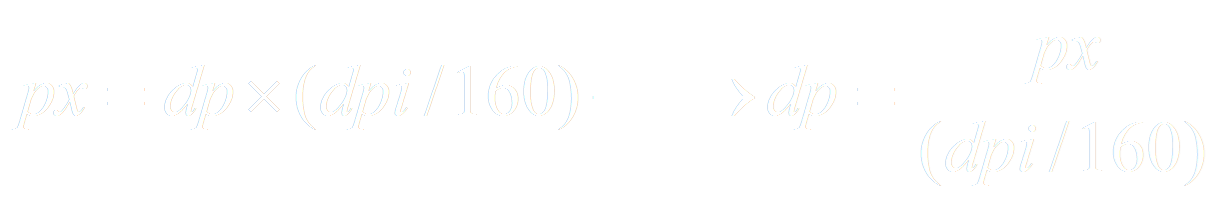 px = dp × (dpi / 160) → dp = px / (dpi / 160)